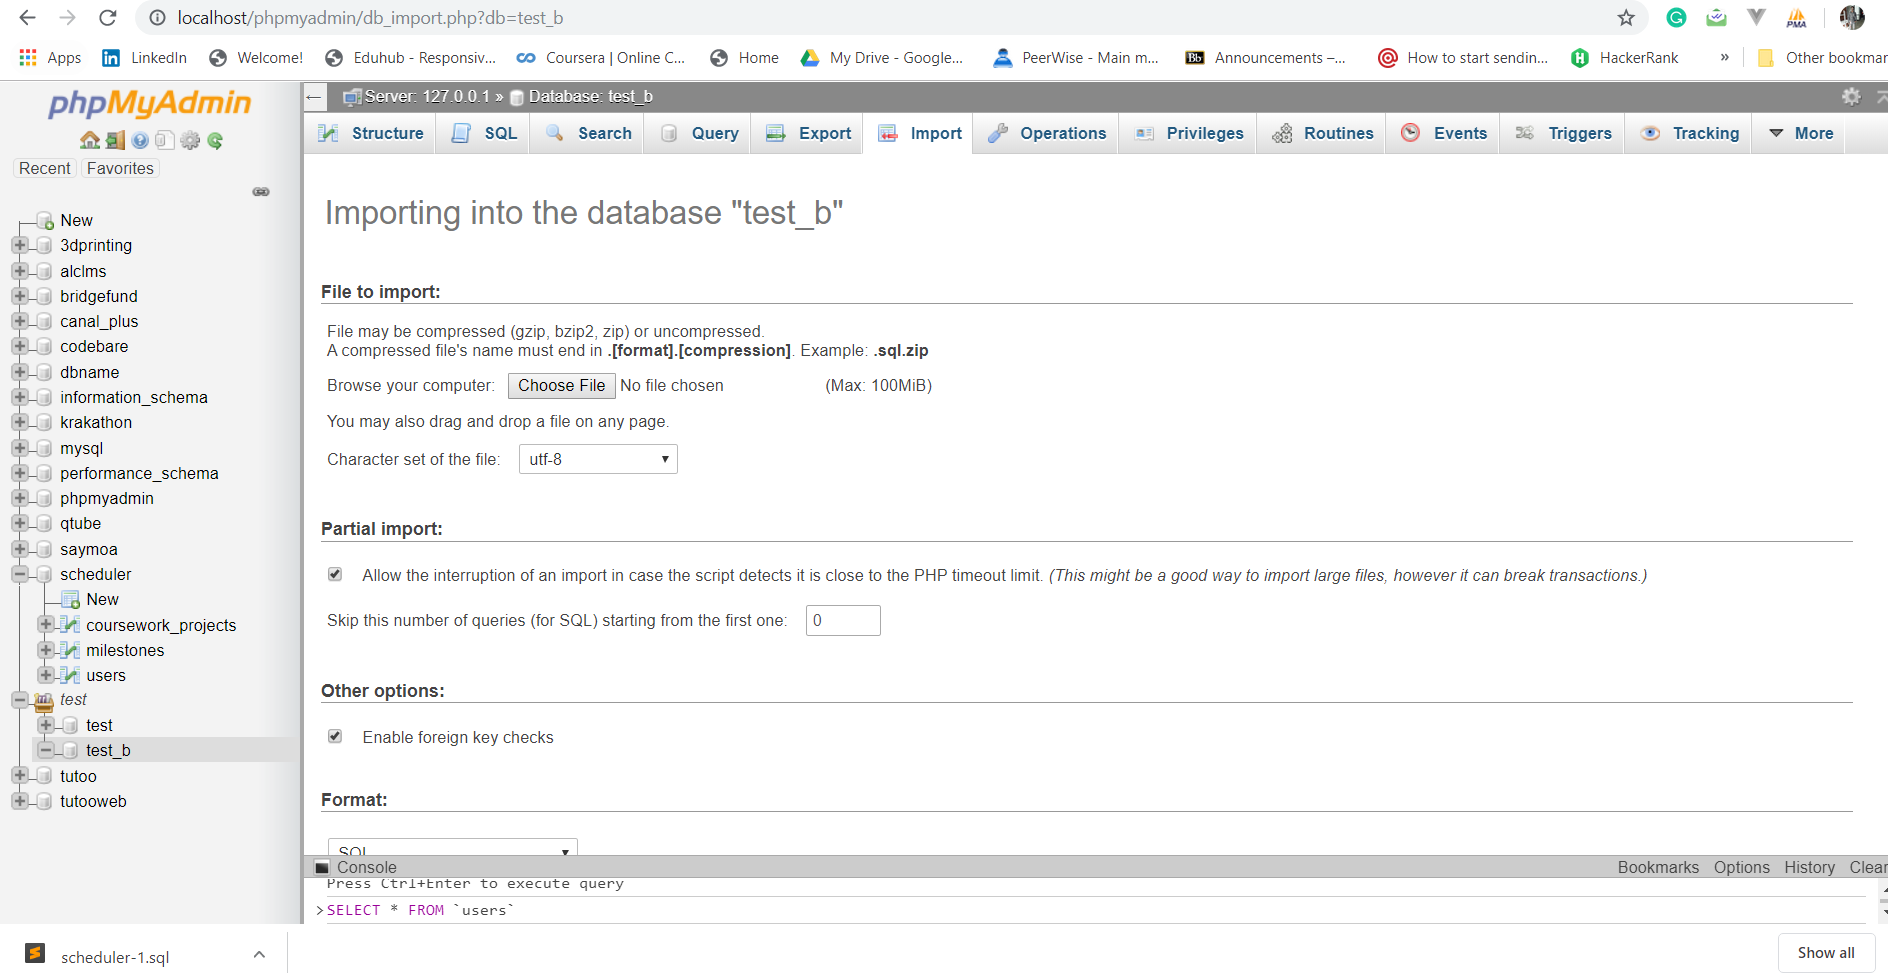 localhost/phpmyadmin/db_import.php?db=test_b
Apps LinkedIn Welcome! Eduhub - Responsiv... Coursera | Online C... Home My Drive - Google... PeerWise - Main m... Bb Announcements –... How to start sendin... HackerRank » Other bookmar
phpMyAdmin
Recent Favorites
New
3dprinting
alclms
bridgefund
canal_plus
codebare
dbname
information_schema
krakathon
mysql
performance_schema
phpmyadmin
qtube
saymoa
scheduler
New
coursework_projects
milestones
users
test
test
test_b
tutoo
tutooweb
Server: 127.0.0.1 » Database: test_b
Structure SQL Search Query Export Import Operations Privileges Routines Events Triggers Tracking More
Importing into the database "test_b"
File to import:
File may be compressed (gzip, bzip2, zip) or uncompressed.
A compressed file's name must end in .[format].[compression]. Example: .sql.zip
Browse your computer: Choose File No file chosen (Max: 100MiB)
You may also drag and drop a file on any page.
Character set of the file: utf-8
Partial import:
Allow the interruption of an import in case the script detects it is close to the PHP timeout limit. (This might be a good way to import large files, however it can break transactions.)
Skip this number of queries (for SQL) starting from the first one: 0
Other options:
Enable foreign key checks
Format:
SQL
Console Bookmarks Options History Clear
Press Ctrl+Enter to execute query
>SELECT * FROM `users`
scheduler-1.sql Show all